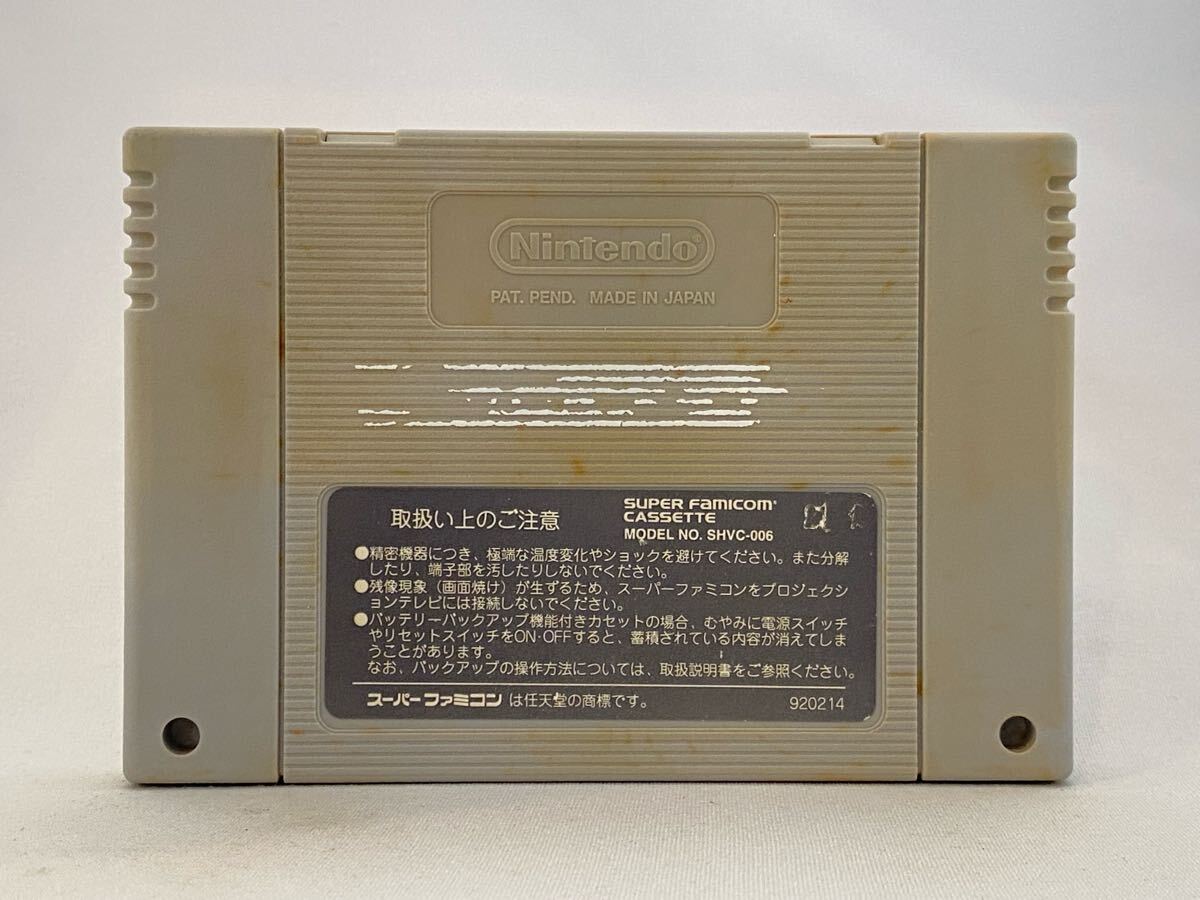 Nintendo®
PAT. PEND. MADE IN JAPAN
取扱い上のご注意
SUPER FAMICOM
CASSETTE
MODEL NO. SHVC-006
●精密機器につき、極端な温度変化やショックを避けてください。また分解
したり、端子部を汚したりしないでください。
●残像現象(画面焼け)が生ずるため、スーパーファミコンをプロジェクシ
ョンテレビには接続しないでください。
●バッテリーバックアップ機能付きカセットの場合、むやみに電源スイッチ
やリセットスイッチをON・OFFすると、蓄積されている内容が消えてしま
うことがあります。
なお、バックアップの操作方法については、取扱説明書をご参照ください。
スーパーファミコンは任天堂の商標です。
920214